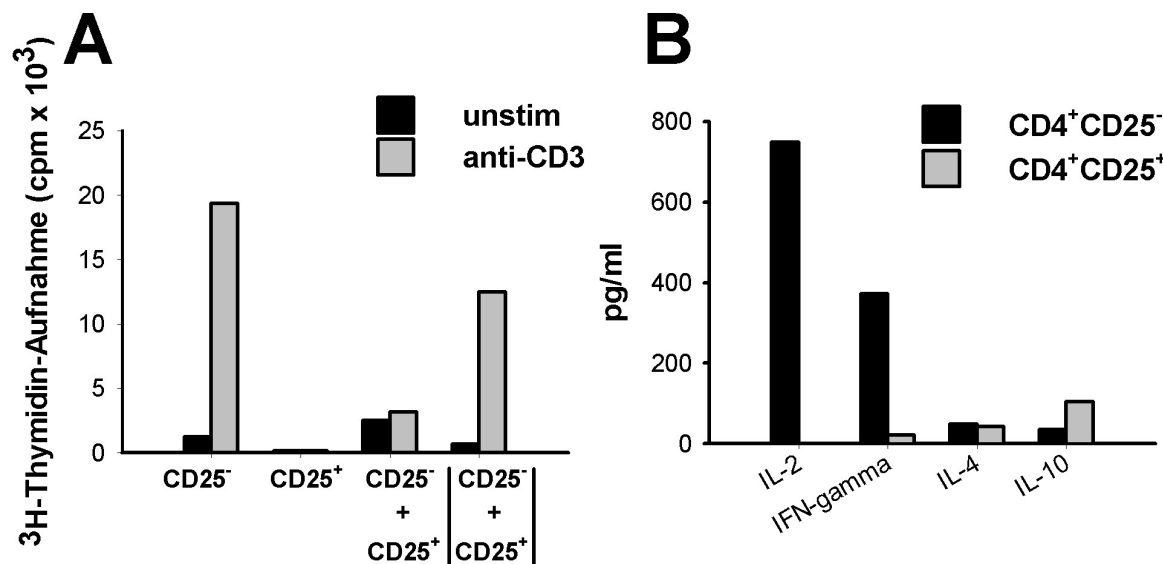 A
³H-Thymidin-Aufnahme (cpm x 10³)
unstim
anti-CD3
25
20
15
10
5
0
CD25⁻
CD25⁺
CD25⁻
+
CD25⁺
CD25⁻
+
CD25⁺
B
pg/ml
CD4⁺CD25⁻
CD4⁺CD25⁺
800
600
400
200
0
IL-2
IFN-gamma
IL-4
IL-10